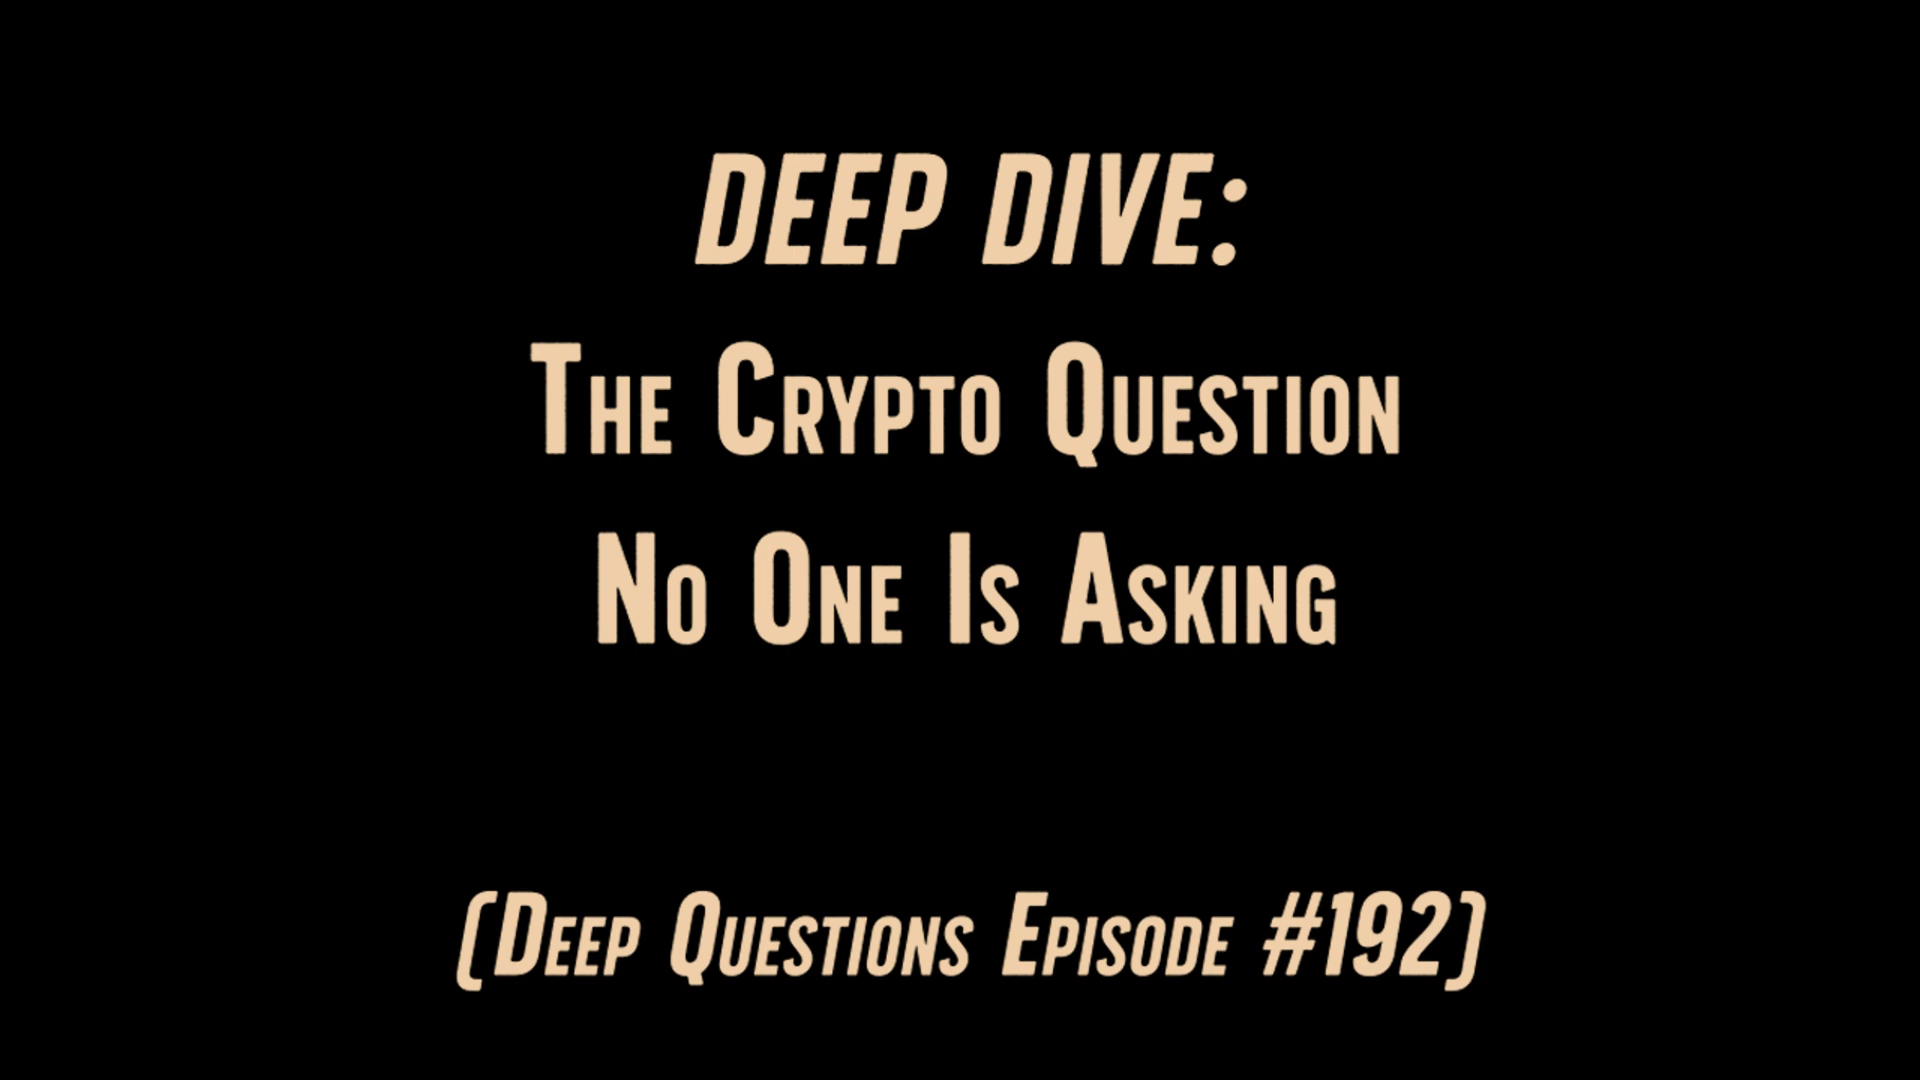 DEEP DIVE:
The Crypto Question
No One Is Asking
(Deep Questions Episode #192)